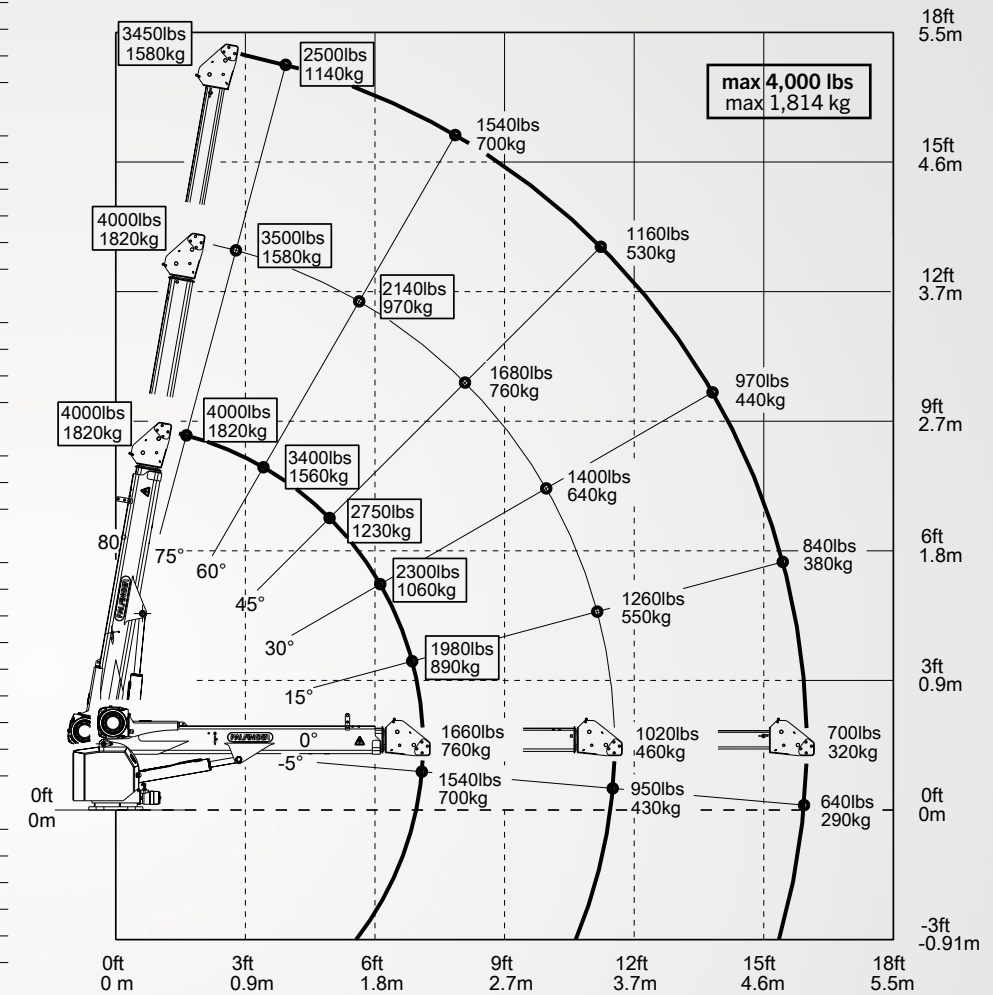 18ft
5.5m
3450lbs
1580kg
2500lbs
1140kg
max 4,000 lbs
max 1,814 kg
1540lbs
700kg
15ft
4.6m
4000lbs
1820kg
3500lbs
1580kg
1160lbs
530kg
2140lbs
970kg
12ft
3.7m
1680lbs
760kg
970lbs
440kg
4000lbs
1820kg
4000lbs
1820kg
9ft
2.7m
3400lbs
1560kg
1400lbs
640kg
2750lbs
1230kg
80
75°
60°
45°
30°
15°
0°
-5°
6ft
1.8m
840lbs
380kg
2300lbs
1060kg
1260lbs
550kg
1980lbs
890kg
3ft
0.9m
PALFINGER
PALFINGER
1660lbs
760kg
1020lbs
460kg
700lbs
320kg
1540lbs
700kg
950lbs
430kg
640lbs
290kg
0ft
0m
0ft
0m
-3ft
-0.91m
0ft
0 m
3ft
0.9m
6ft
1.8m
9ft
2.7m
12ft
3.7m
15ft
4.6m
18ft
5.5m